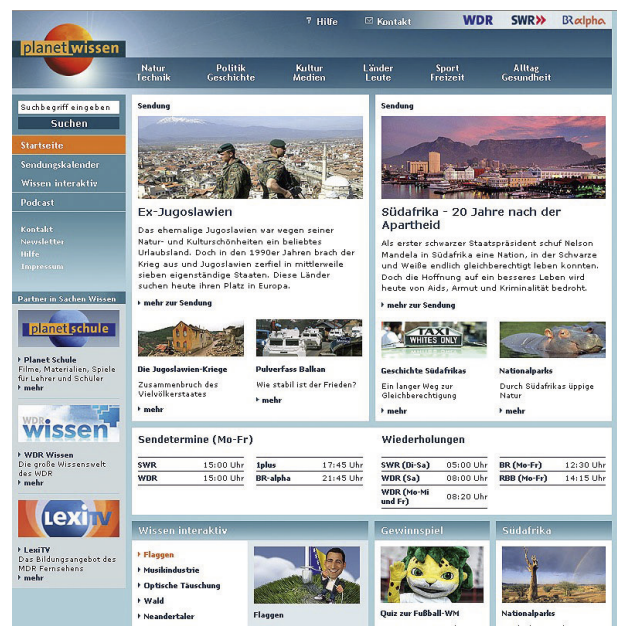 ? Hilfe
Kontakt
WDR SWR» BR alpha
planet wissen
Natur Technik
Politik Geschichte
Kultur Medien
Länder Leute
Sport Freizeit
Alltag Gesundheit
Suchbegriff eingeben
Suchen
Startseite
Sendungskalender
Wissen interaktiv
Podcast
Kontakt
Newsletter
Hilfe
Impressum
Partner in Sachen Wissen
planet schule
Planet Schule
Filme, Materialien, Spiele
für Lehrer und Schüler
mehr
WDR
wissen
WDR Wissen
Die große Wissenswelt
des WDR
mehr
LexiTV
LexiTV
Das Bildungsangebot des
MDR Fernsehens
mehr
Sendung
Ex-Jugoslawien
Das ehemalige Jugoslawien war wegen seiner
Natur- und Kulturschönheiten ein beliebtes
Urlaubsland. Doch in den 1990er Jahren brach der
Krieg aus und Jugoslawien zerfiel in mittlerweile
sieben eigenständige Staaten. Diese Länder
suchen heute ihren Platz in Europa.
mehr zur Sendung
Die Jugoslawien-Kriege
Zusammenbruch des
Vielvölkerstaates
mehr
Pulverfass Balkan
Wie stabil ist der Frieden?
mehr
Sendung
Südafrika - 20 Jahre nach der
Apartheid
Als erster schwarzer Staatspräsident schuf Nelson
Mandela in Südafrika eine Nation, in der Schwarze
und Weiße endlich gleichberechtigt leben konnten.
Doch die Hoffnung auf ein besseres Leben wird
heute von Aids, Armut und Kriminalität bedroht.
mehr zur Sendung
TAXI
WHITES ONLY
Geschichte Südafrikas
Ein langer Weg zur
Gleichberechtigung
mehr
Nationalparks
Durch Südafrikas üppige
Natur
mehr
Sendetermine (Mo-Fr)
SWR 15:00 Uhr 1plus 17:45 Uhr
WDR 15:00 Uhr BR-alpha 21:45 Uhr
Wiederholungen
SWR (Di-Sa) 05:00 Uhr BR (Mo-Fr) 12:30 Uhr
WDR (Sa) 08:00 Uhr RBB (Mo-Fr) 14:15 Uhr
WDR (Mo-Mi und Fr) 08:20 Uhr
Wissen interaktiv
Flaggen
Musikindustrie
Optische Täuschung
Wald
Neandertaler
Flaggen
Gewinnspiel
Quiz zur Fußball-WM
Südafrika
Nationalparks